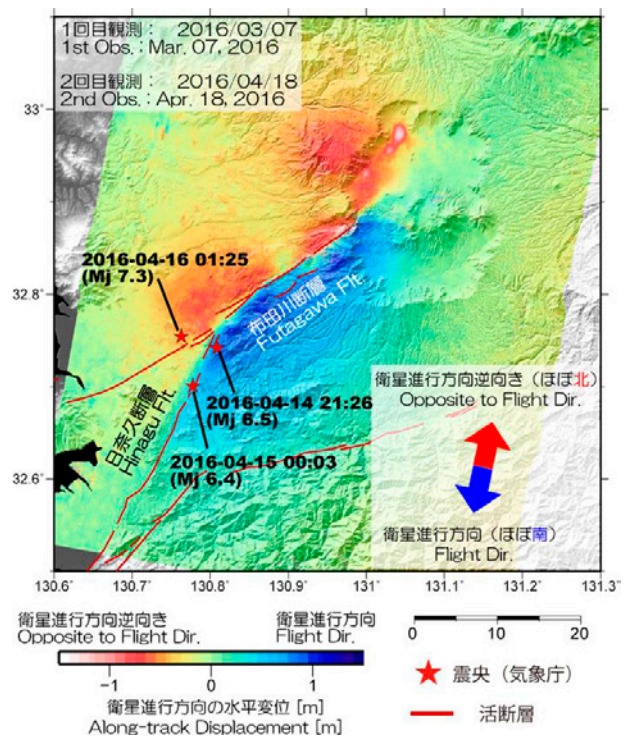 1回目観測： 2016/03/07
1st Obs.: Mar. 07, 2016
2回目観測： 2016/04/18
2nd Obs.: Apr. 18, 2016
33°
32.8°
32.6°
2016-04-16 01:25
(Mj 7.3)
布田川断層
Futagawa Flt.
2016-04-14 21:26
(Mj 6.5)
日奈久断層
Hinagu Flt.
2016-04-15 00:03
(Mj 6.4)
衛星進行方向逆向き（ほぼ北）
Opposite to Flight Dir.
衛星進行方向（ほぼ南）
Flight Dir.
130.6° 130.7° 130.8° 130.9° 131° 131.1° 131.2° 131.3°
衛星進行方向逆向き
Opposite to Flight Dir.
衛星進行方向
Flight Dir.
-1 0 1
衛星進行方向の水平変位 [m]
Along-track Displacement [m]
0 10 20
震央（気象庁）
活断層